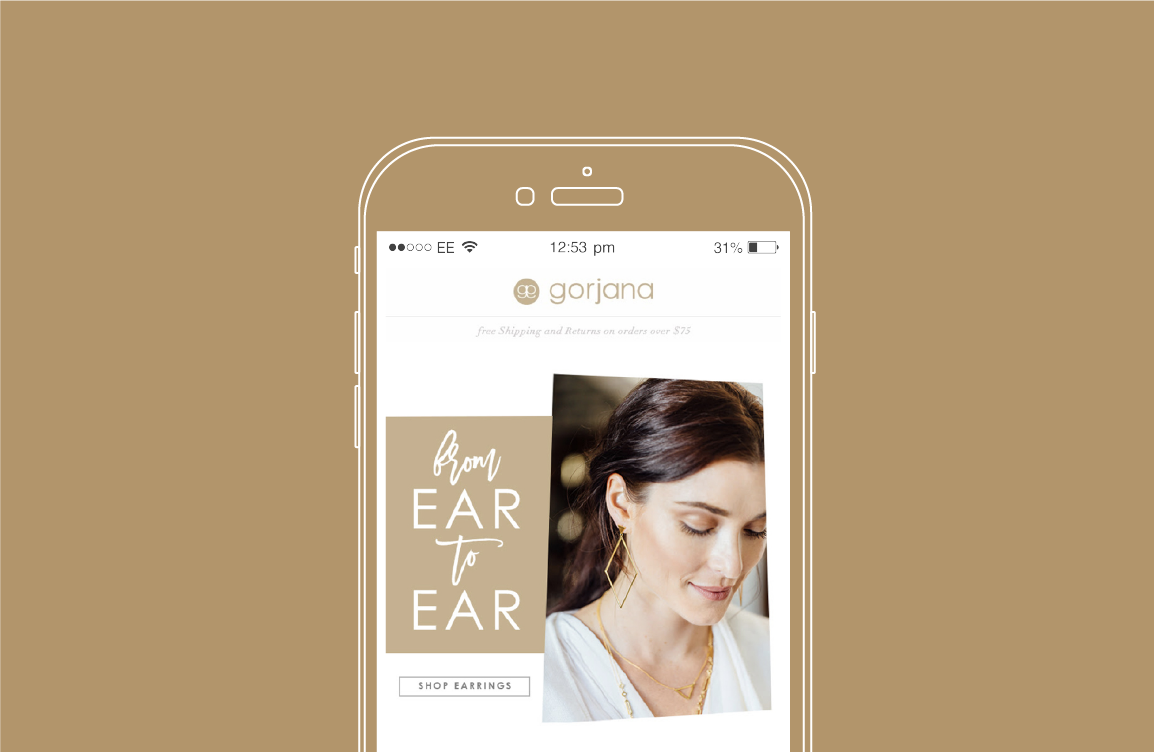 EE 12:53 pm 31%
gorjana
free Shipping and Returns on orders over $75
from
EAR
to
EAR
SHOP EARRINGS